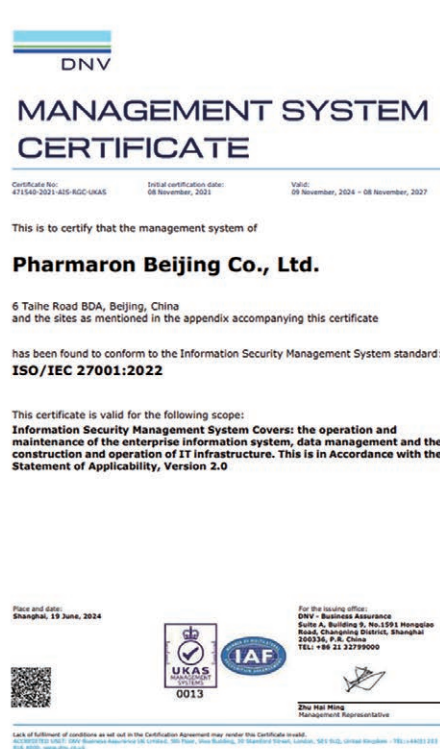 DNV
MANAGEMENT SYSTEM
CERTIFICATE
Certificate No:
471540-2021-AIS-RGC-UKAS
Initial certification date:
08 November, 2021
Valid:
09 November, 2024 – 08 November, 2027
This is to certify that the management system of
Pharmaron Beijing Co., Ltd.
6 Taihe Road BDA, Beijing, China
and the sites as mentioned in the appendix accompanying this certificate
has been found to conform to the Information Security Management System standard:
ISO/IEC 27001:2022
This certificate is valid for the following scope:
Information Security Management System Covers: the operation and
maintenance of the enterprise information system, data management and the
construction and operation of IT infrastructure. This is in Accordance with the
Statement of Applicability, Version 2.0
Place and date:
Shanghai, 19 June, 2024
UKAS
MANAGEMENT
SYSTEMS
0013
IAF
For the issuing office:
DNV – Business Assurance
Suite A, Building 9, No.1591 Hongqiao
Road, Changning District, Shanghai
200336, P.R. China
TEL: +86 21 32799000
Zhu Hai Ming
Management Representative
Lack of fulfilment of conditions as set out in the Certification Agreement may render this Certificate invalid.
ACCREDITED UNIT: DNV Business Assurance UK Limited,